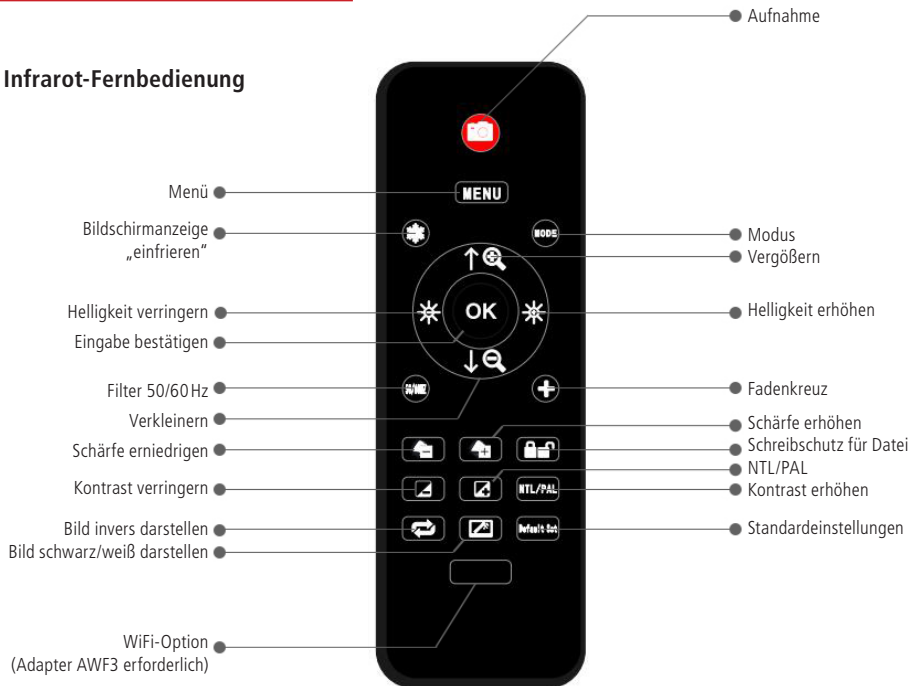 Aufnahme
Infrarot-Fernbedienung
Menü
MENU
Bildschirmanzeige
„einfrieren“
MODE
Modus
Vergößern
Helligkeit verringern
OK
Helligkeit erhöhen
Eingabe bestätigen
Filter 50/60 Hz
Fadenkreuz
Verkleinern
Schärfe erhöhen
Schärfe erniedrigen
Schreibschutz für Datei
NTL/PAL
Kontrast verringern
NTL/PAL
Kontrast erhöhen
Bild invers darstellen
Default Set
Standardeinstellungen
Bild schwarz/weiß darstellen
WiFi-Option
(Adapter AWF3 erforderlich)